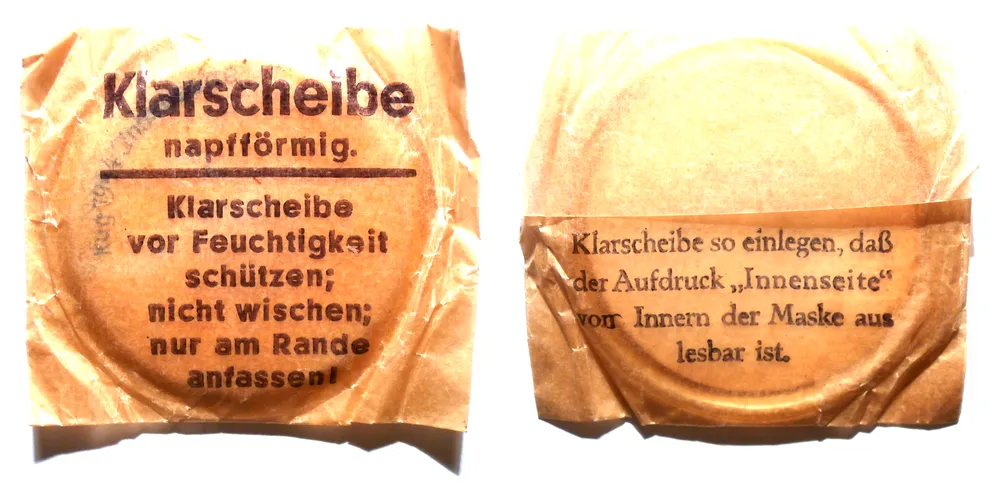 Klarscheibe
napfförmig.
Klarscheibe
vor Feuchtigkeit
schützen;
nicht wischen;
nur am Rande
anfassen!
Klarscheibe so einlegen, daß
der Aufdruck „Innenseite“
vom Innern der Maske aus
lesbar ist.